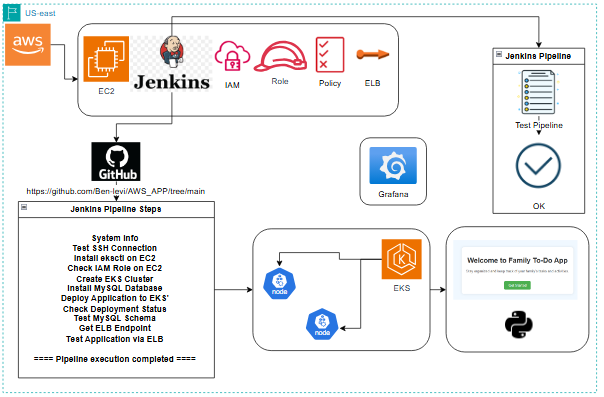 US-east
aws
EC2
Jenkins
IAM
Role
Policy
ELB
Jenkins Pipeline
Test Pipeline
OK
GitHub
https://github.com/Ben-levi/AWS_APP/tree/main
Grafana
Jenkins Pipeline Steps
System Info
Test SSH Connection
Install eksctl on EC2
Check IAM Role on EC2
Create EKS Cluster
Install MySQL Database
Deploy Application to EKS'
Check Deployment Status
Test MySQL Schema
Get ELB Endpoint
Test Application via ELB
==== Pipeline execution completed ====
node
node
EKS
Welcome to Family To-Do App